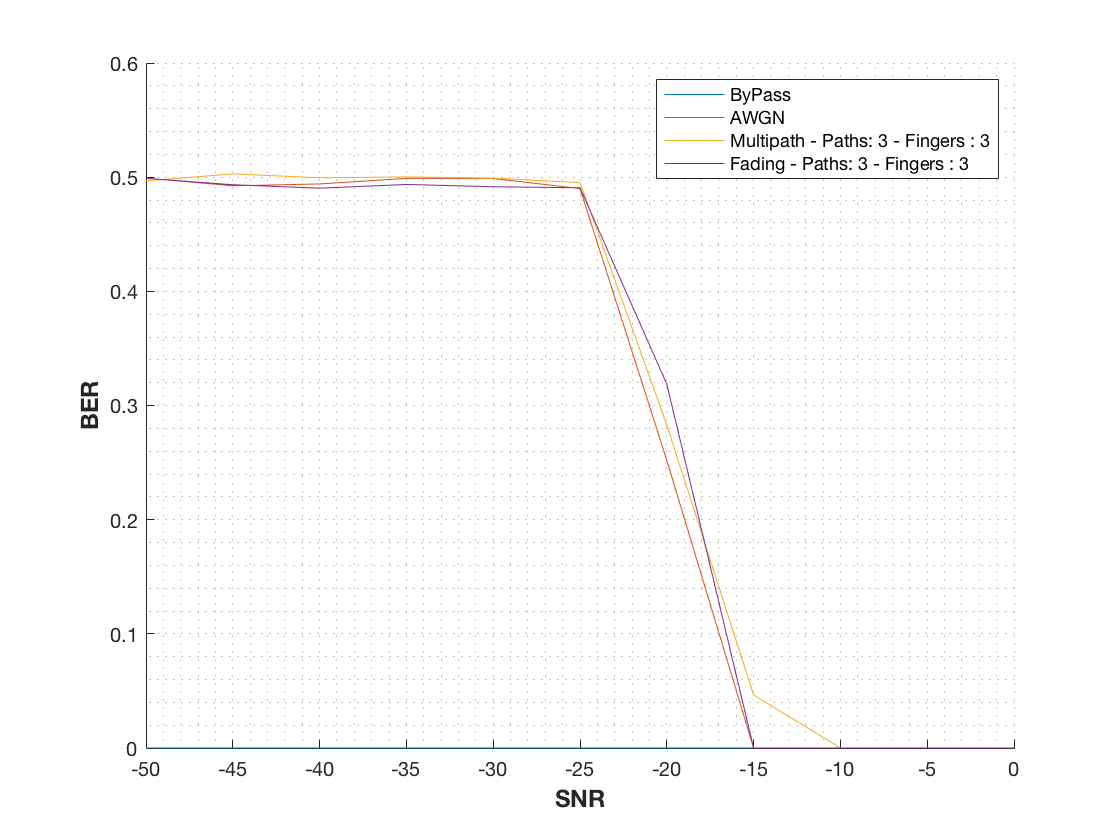 0.6
0.5
0.4
0.3
0.2
0.1
0
BER
ByPass
AWGN
Multipath - Paths: 3 - Fingers : 3
Fading - Paths: 3 - Fingers : 3
-50 -45 -40 -35 -30 -25 -20 -15 -10 -5 0
SNR